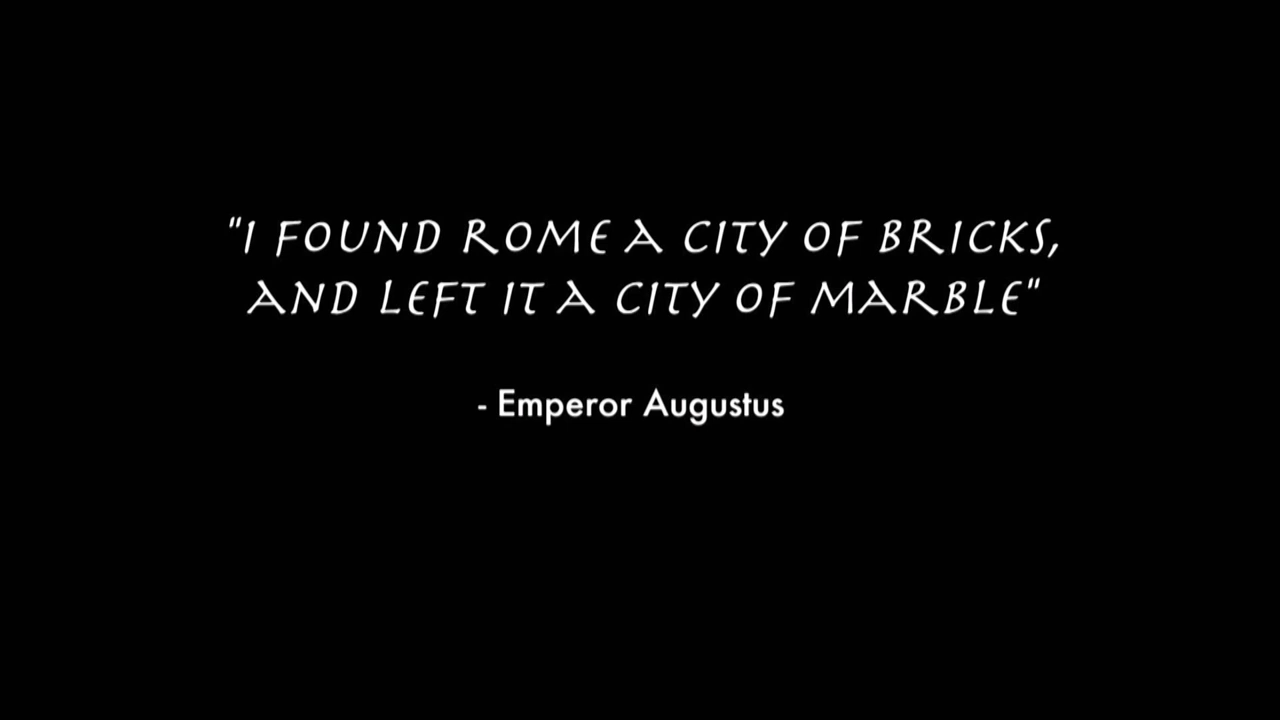 "I FOUND ROME A CITY OF BRICKS,
AND LEFT IT A CITY OF MARBLE"
- Emperor Augustus